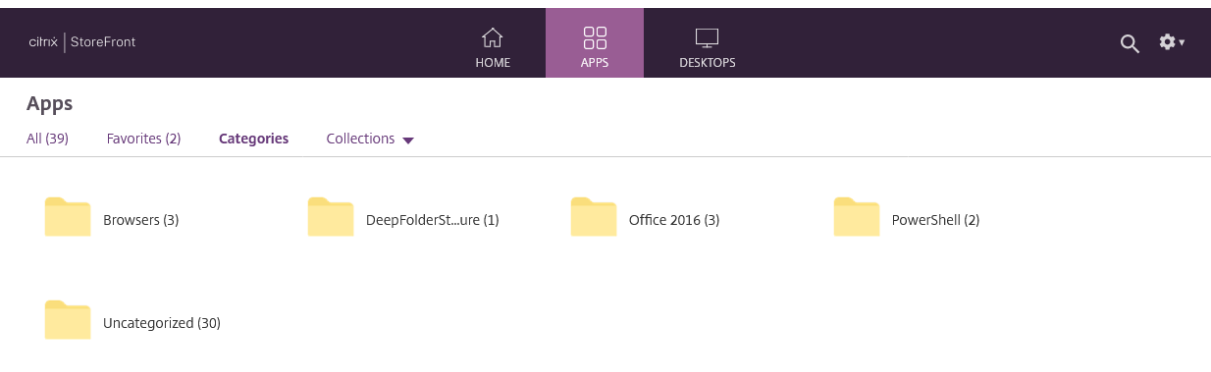 citrix | StoreFront
HOME
APPS
DESKTOPS
Apps
All (39) Favorites (2) Categories Collections
Browsers (3) DeepFolderSt...ure (1) Office 2016 (3) PowerShell (2)
Uncategorized (30)